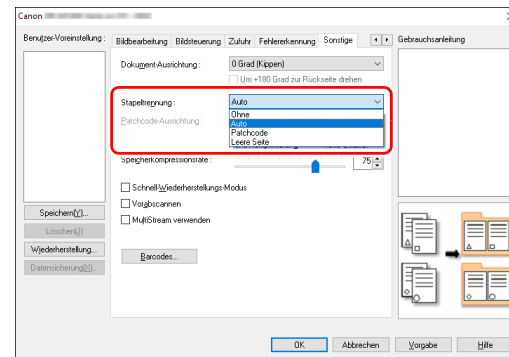 Canon
Benutzer-Voreinstellung :
Bildbearbeitung Bildsteuerung Zufuhr Fehlererkennung Sonstige
Gebrauchsanleitung
Dokument-Ausrichtung : 0 Grad (Kippen)
Um +180 Grad zur Rückseite drehen
Stapeltrennung : Auto
Patchcode-Ausrichtung :
Ohne
Auto
Patchcode
Leere Seite
Speicherkompressionsrate : 75
Schnell-Wiederherstellungs-Modus
Vorabscannen
MultiStream verwenden
Speichern(Y)...
Löschen(J)
Wiederherstellung...
Datensicherung(X)...
Barcodes...
OK Abbrechen Vorgabe Hilfe